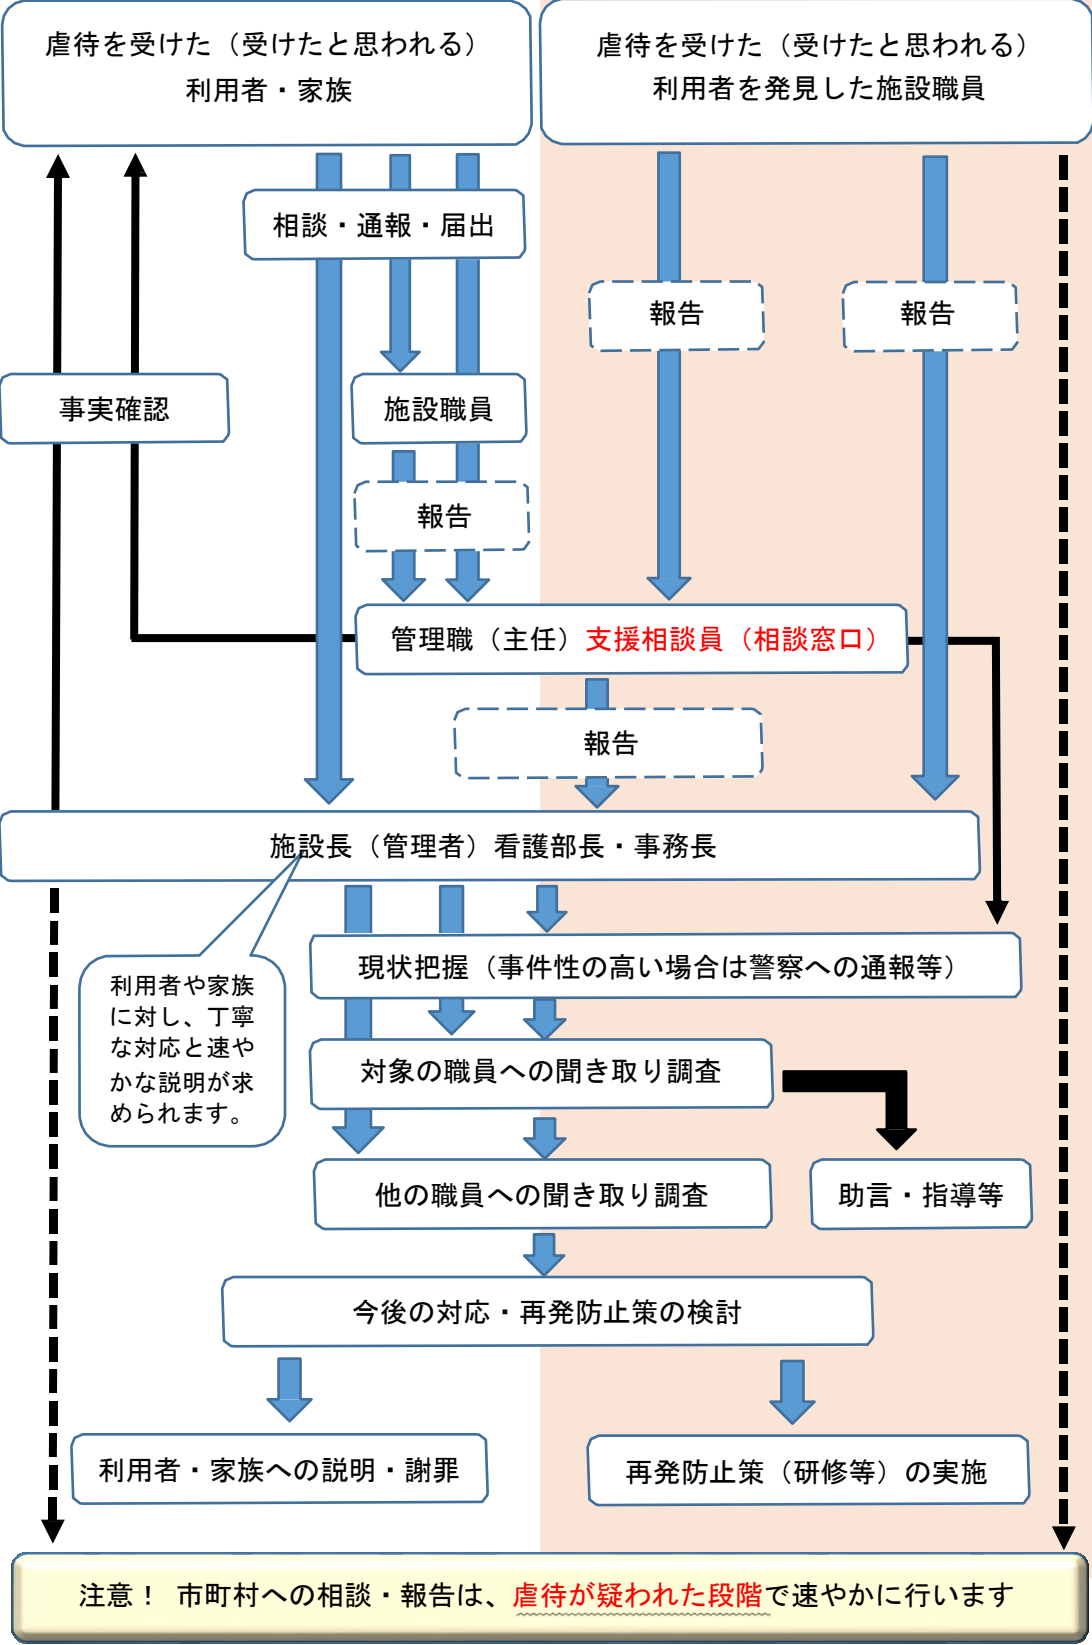 虐待を受けた（受けたと思われる）
利用者・家族
虐待を受けた（受けたと思われる）
利用者を発見した施設職員
相談・通報・届出
報告
報告
事実確認
施設職員
報告
管理職（主任）支援相談員（相談窓口）
報告
施設長（管理者）看護部長・事務長
現状把握（事件性の高い場合は警察への通報等）
利用者や家族
に対し、丁寧
な対応と速や
かな説明が求
められます。
対象の職員への聞き取り調査
他の職員への聞き取り調査
助言・指導等
今後の対応・再発防止策の検討
利用者・家族への説明・謝罪
再発防止策（研修等）の実施
注意！ 市町村への相談・報告は、虐待が疑われた段階で速やかに行います